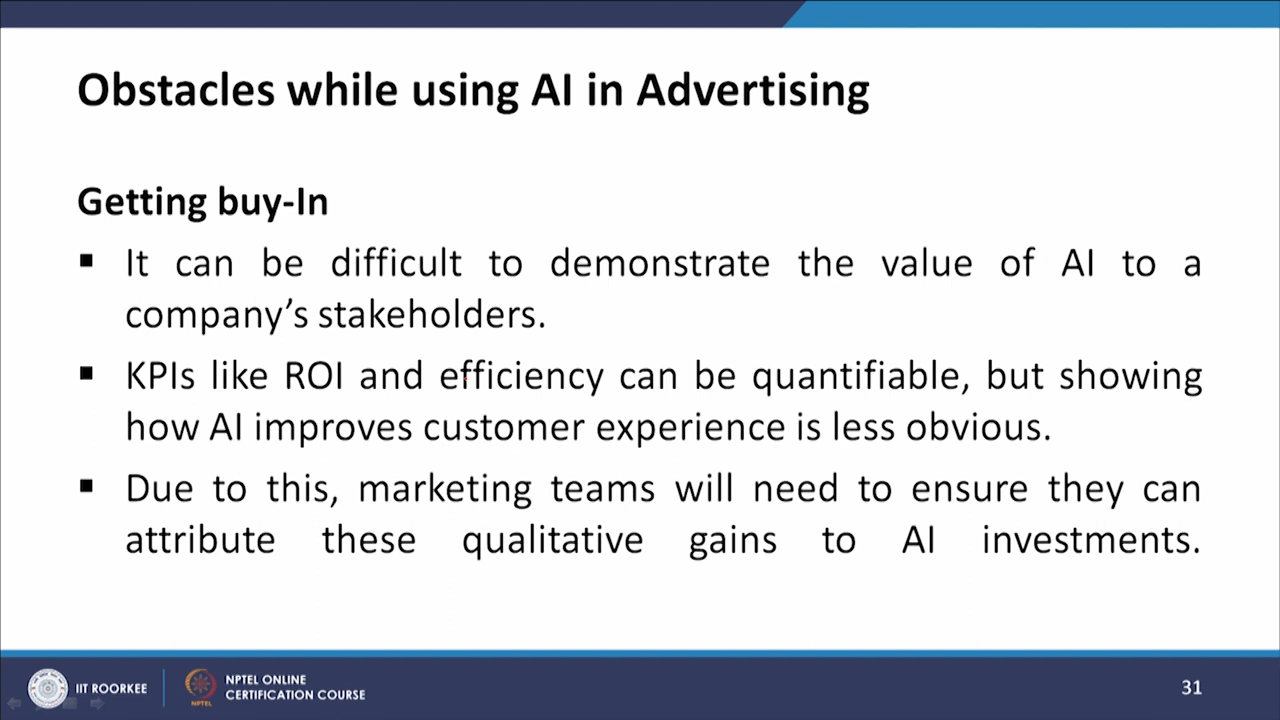 Obstacles while using AI in Advertising
Getting buy-In
▪ It can be difficult to demonstrate the value of AI to a
company’s stakeholders.
▪ KPIs like ROI and efficiency can be quantifiable, but showing
how AI improves customer experience is less obvious.
▪ Due to this, marketing teams will need to ensure they can
attribute these qualitative gains to AI investments.
IIT ROORKEE
NPTEL
NPTEL ONLINE
CERTIFICATION COURSE
31